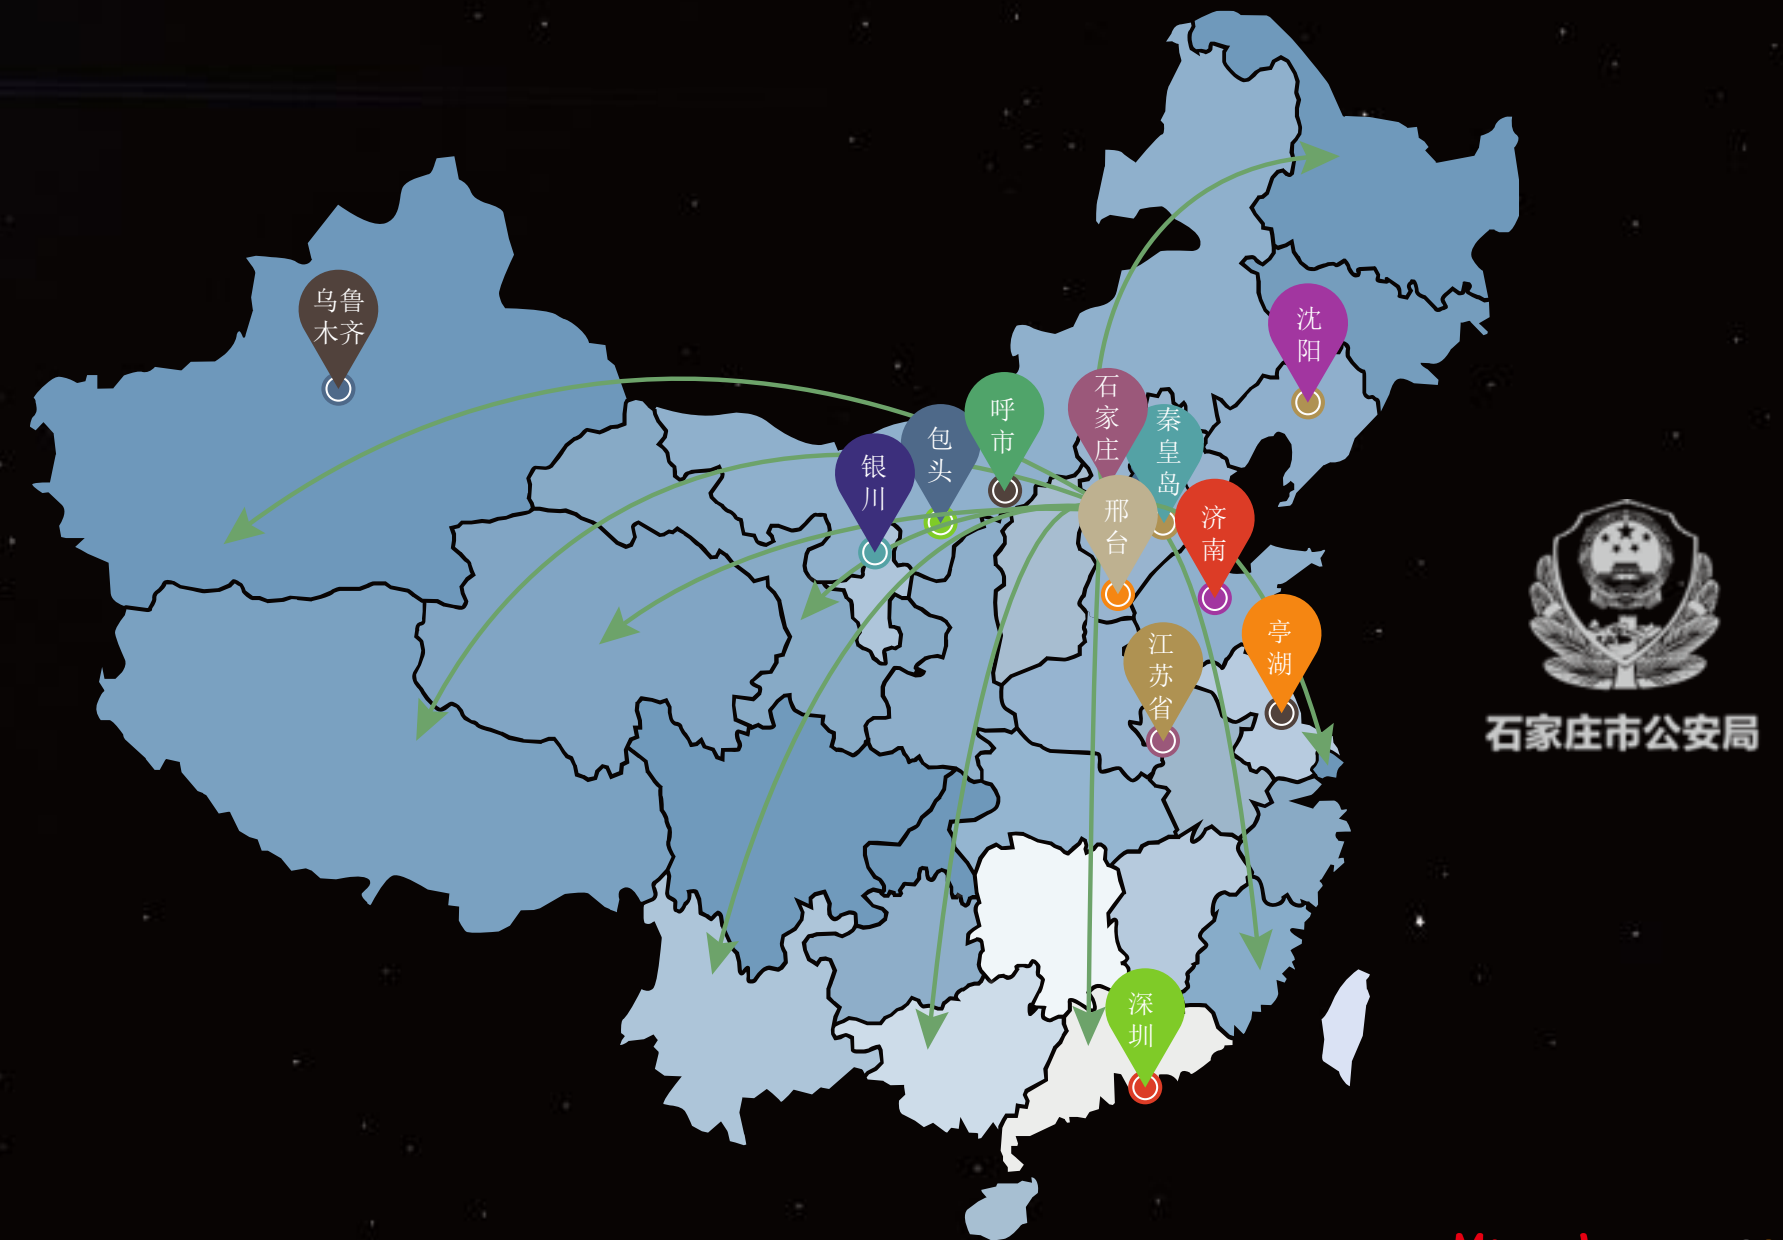 乌鲁
木齐
沈
阳
石
家
庄
呼
市
秦
皇
岛
包
头
银
川
邢
台
济
南
亭
湖
江
苏
省
深
圳
石家庄市公安局